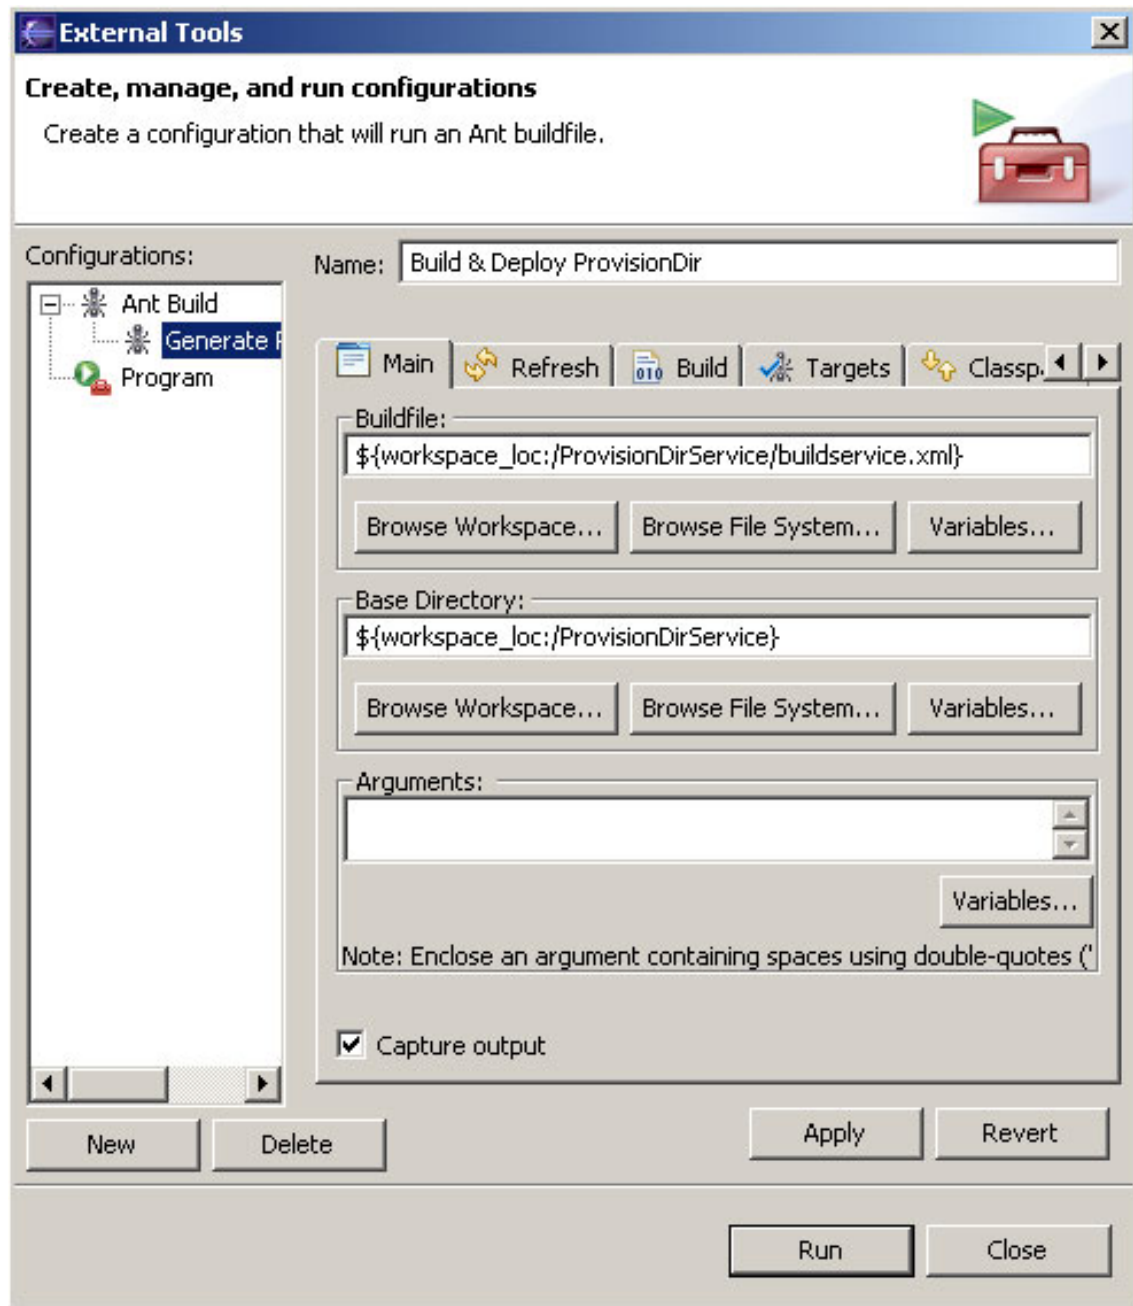 External Tools
Create, manage, and run configurations
Create a configuration that will run an Ant buildfile.
Configurations:
Name: Build & Deploy ProvisionDir
Ant Build
Generate
Program
Main Refresh 010 Build Targets Classp
Buildfile:
${workspace_loc:/ProvisionDirService/buildservice.xml}
Browse Workspace... Browse File System... Variables...
Base Directory:
${workspace_loc:/ProvisionDirService}
Browse Workspace... Browse File System... Variables...
Arguments:
Variables...
Note: Enclose an argument containing spaces using double-quotes ("
Capture output
New Delete Apply Revert
Run Close